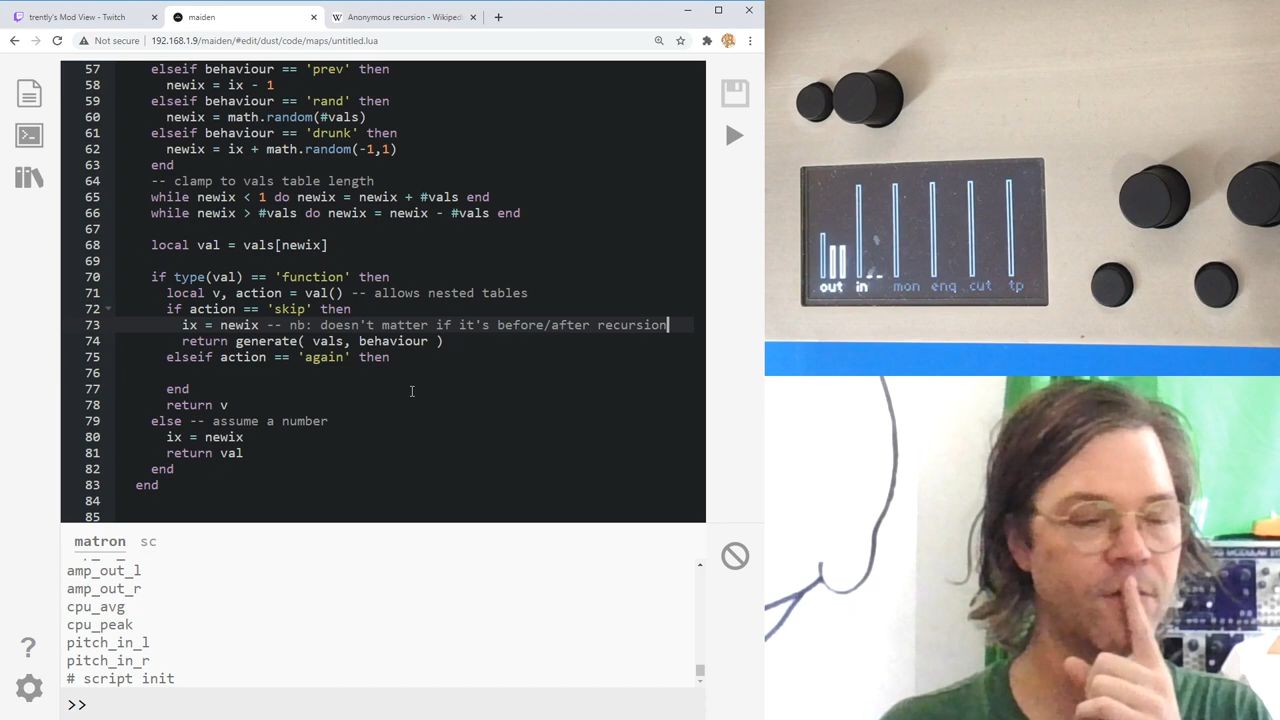 trently's Mod View - Twitch
maiden
Anonymous recursion - Wikiped
Not secure
192.168.1.9/maiden/#edit/dust/code/maps/untitled.lua
57 elseif behaviour == 'prev' then
58 newix = ix - 1
59 elseif behaviour == 'rand' then
60 newix = math.random(#vals)
61 elseif behaviour == 'drunk' then
62 newix = ix + math.random(-1,1)
63 end
64 -- clamp to vals table length
65 while newix < 1 do newix = newix + #vals end
66 while newix > #vals do newix = newix - #vals end
67
68 local val = vals[newix]
69
70 if type(val) == 'function' then
71 local v, action = val() -- allows nested tables
72 if action == 'skip' then
73 ix = newix -- nb: doesn't matter if it's before/after recursion
74 return generate( vals, behaviour )
75 elseif action == 'again' then
76
77 end
78 return v
79 else -- assume a number
80 ix = newix
81 return val
82 end
83 end
84
85
matron sc
amp_out_l
amp_out_r
cpu_avg
cpu_peak
pitch_in_l
pitch_in_r
# script init
>>
out in mon eng cut tp